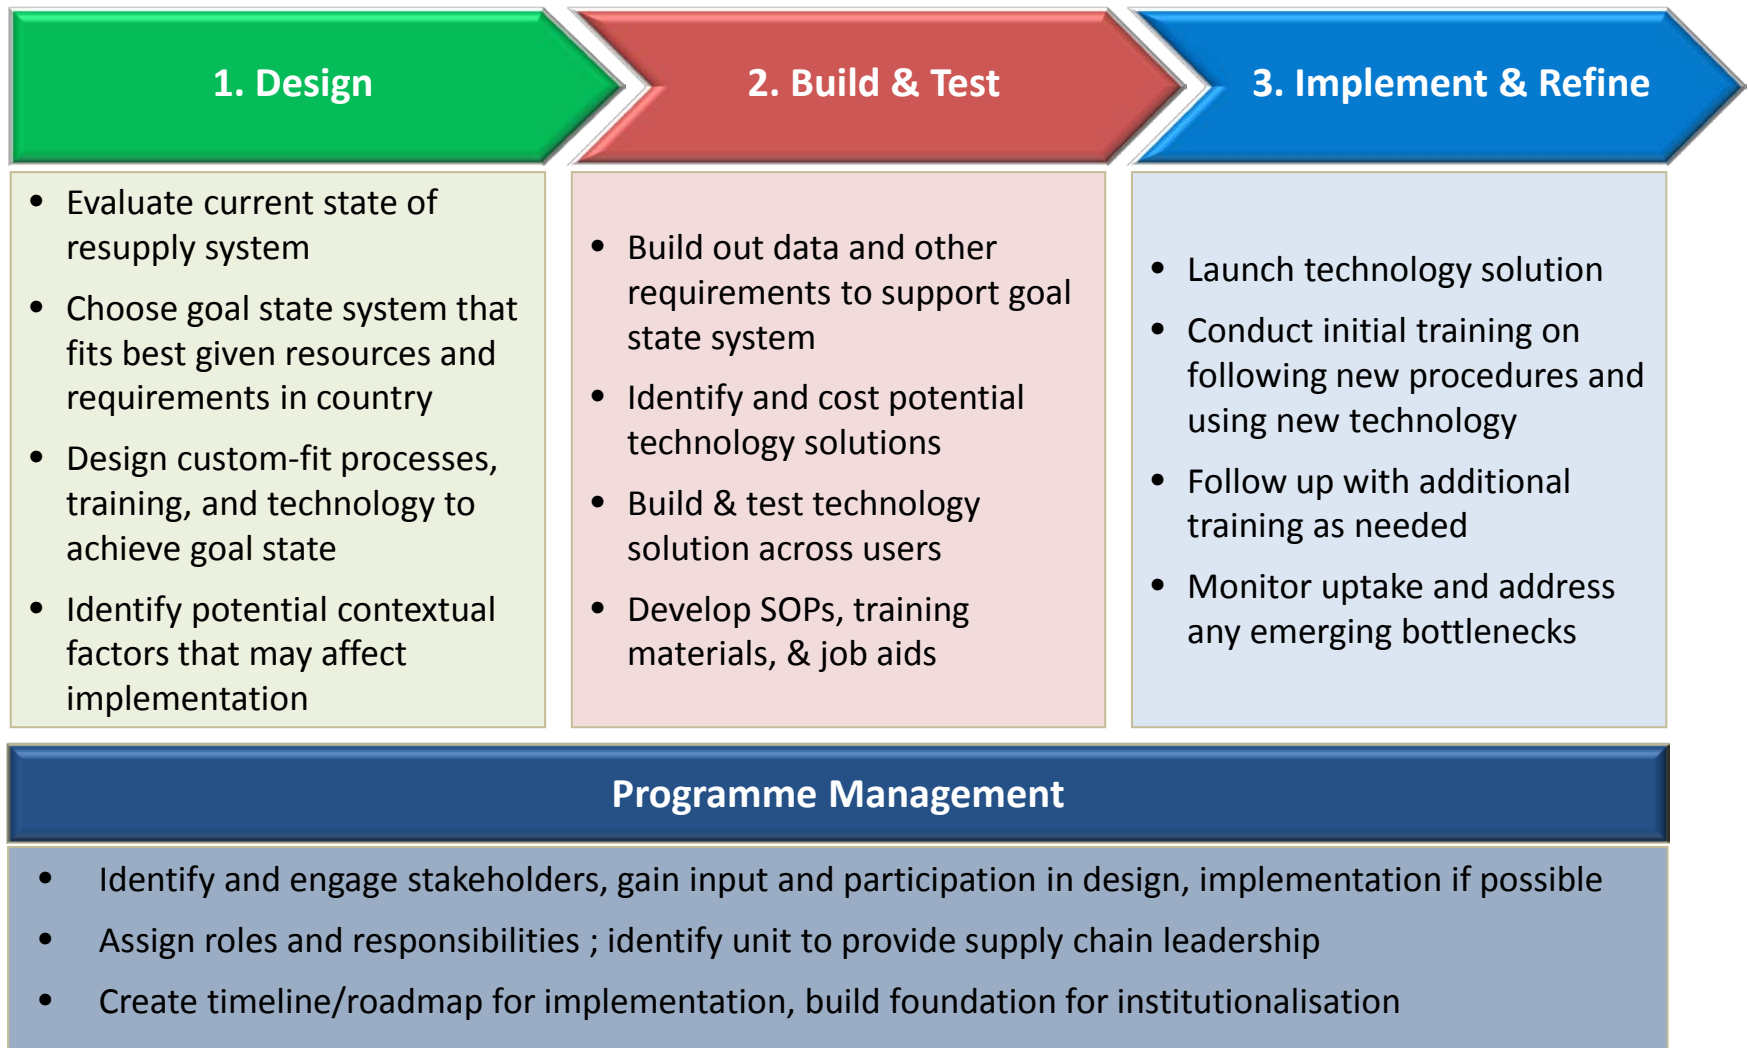 1. Design
2. Build & Test
3. Implement & Refine
• Evaluate current state of
resupply system
• Choose goal state system that
fits best given resources and
requirements in country
• Design custom-fit processes,
training, and technology to
achieve goal state
• Identify potential contextual
factors that may affect
implementation
• Build out data and other
requirements to support goal
state system
• Identify and cost potential
technology solutions
• Build & test technology
solution across users
• Develop SOPs, training
materials, & job aids
• Launch technology solution
• Conduct initial training on
following new procedures and
using new technology
• Follow up with additional
training as needed
• Monitor uptake and address
any emerging bottlenecks
Programme Management
• Identify and engage stakeholders, gain input and participation in design, implementation if possible
• Assign roles and responsibilities ; identify unit to provide supply chain leadership
• Create timeline/roadmap for implementation, build foundation for institutionalisation